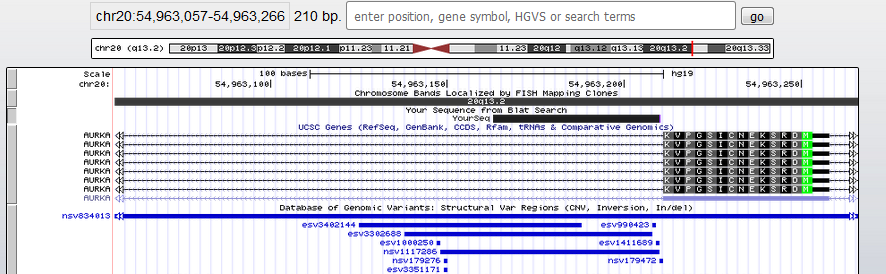 chr20:54,963,057-54,963,266 210 bp. enter position, gene symbol, HGVS or search terms go
chr20 (q13.2) 20p13 20p12.3 p12.2 20p12.1 p11.23 11.21 11.23 20q12 q13.12 q13.13 20q13.2 20q13.33
Scale 100 bases hg19
chr20: 54,963,100 54,963,150 54,963,200 54,963,250
Chromosome Bands Localized by FISH Mapping Clones
20q13.2
Your Sequence from Blat Search
YourSeq
UCSC Genes (RefSeq, GenBank, CCDS, Rfam, tRNAs & Comparative Genomics)
AURKA K V P G S I C N E K S R D M
AURKA K V P G S I C N E K S R D M
AURKA K V P G S I C N E K S R D M
AURKA K V P G S I C N E K S R D M
AURKA K V P G S I C N E K S R D M
AURKA K V P G S I C N E K S R D M
AURKA
Database of Genomic Variants: Structural Var Regions (CNV, Inversion, In/del)
nsv834013
esv3402144 esv990423
esv3302688
esv1000250 esv1411689
nsv1117286
nsv179276 nsv179472
esv3351171